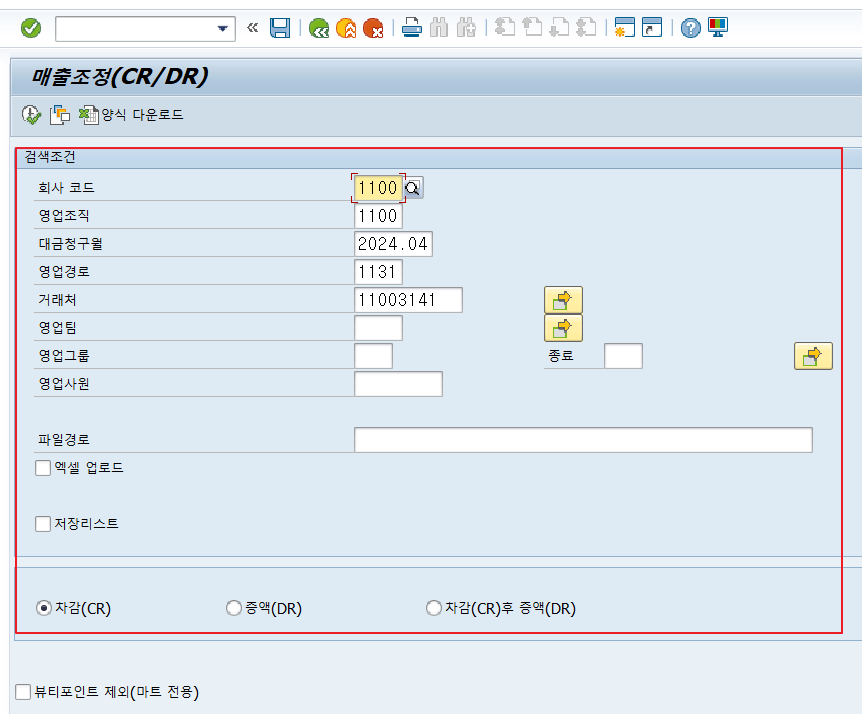 매출조정(CR/DR)
양식 다운로드
검색조건
회사 코드 1100
영업조직 1100
대금청구월 2024.04
영업경로 1131
거래처 11003141
영업팀
영업그룹 종료
영업사원
파일경로
엑셀 업로드
저장리스트
차감(CR) 증액(DR) 차감(CR)후 증액(DR)
뷰티포인트 제외(마트 전용)